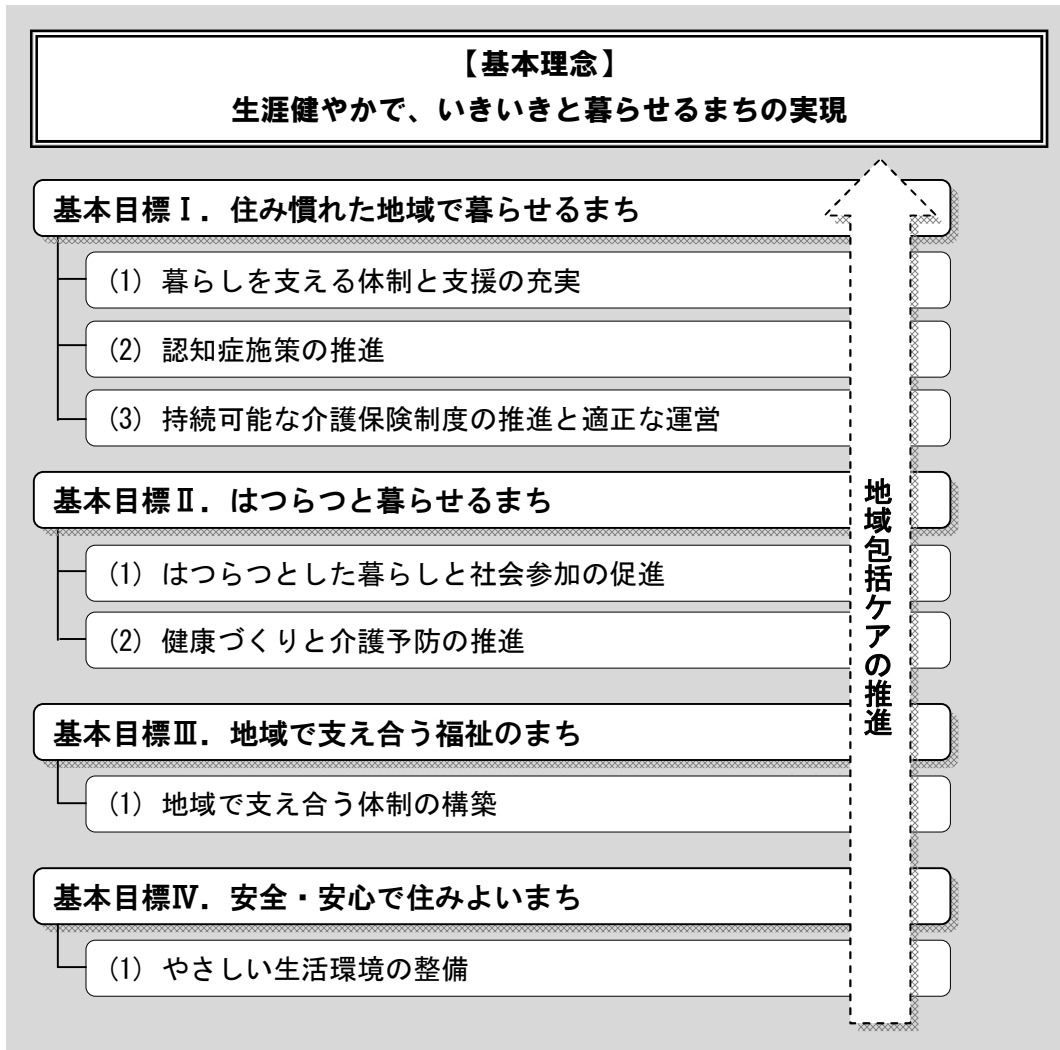 【基本理念】
生涯健やかで、いきいきと暮らせるまちの実現
基本目標Ⅰ．住み慣れた地域で暮らせるまち
(1) 暮らしを支える体制と支援の充実
(2) 認知症施策の推進
(3) 持続可能な介護保険制度の推進と適正な運営
基本目標Ⅱ．はつらつと暮らせるまち
(1) はつらつとした暮らしと社会参加の促進
(2) 健康づくりと介護予防の推進
基本目標Ⅲ．地域で支え合う福祉のまち
(1) 地域で支え合う体制の構築
基本目標Ⅳ．安全・安心で住みよいまち
(1) やさしい生活環境の整備
地域包括ケアの推進